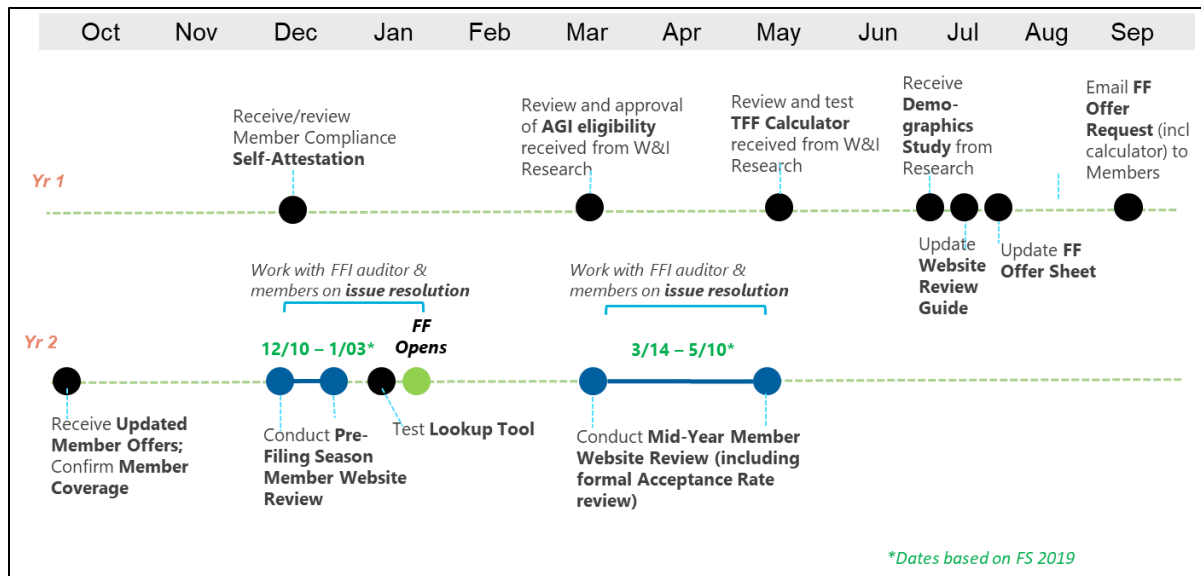 Oct Nov Dec Jan Feb Mar Apr May Jun Jul Aug Sep
Receive/review
Member Compliance
Self-Attestation
Review and approval
of AGI eligibility
received from W&I
Research
Review and test
TFF Calculator
received from W&I
Research
Receive
Demo-
graphics
Study from
Research
Email FF
Offer
Request (incl
calculator) to
Members
Yr 1
Update
Website
Review
Guide
Update FF
Offer Sheet
Work with FFI auditor &
members on issue resolution
Work with FFI auditor &
members on issue resolution
Yr 2
12/10 – 1/03*
FF
Opens
3/14 – 5/10*
Receive Updated
Member Offers;
Confirm Member
Coverage
Conduct Pre-
Filing Season
Member Website
Review
Test Lookup Tool
Conduct Mid-Year Member
Website Review (including
formal Acceptance Rate
review)
*Dates based on FS 2019